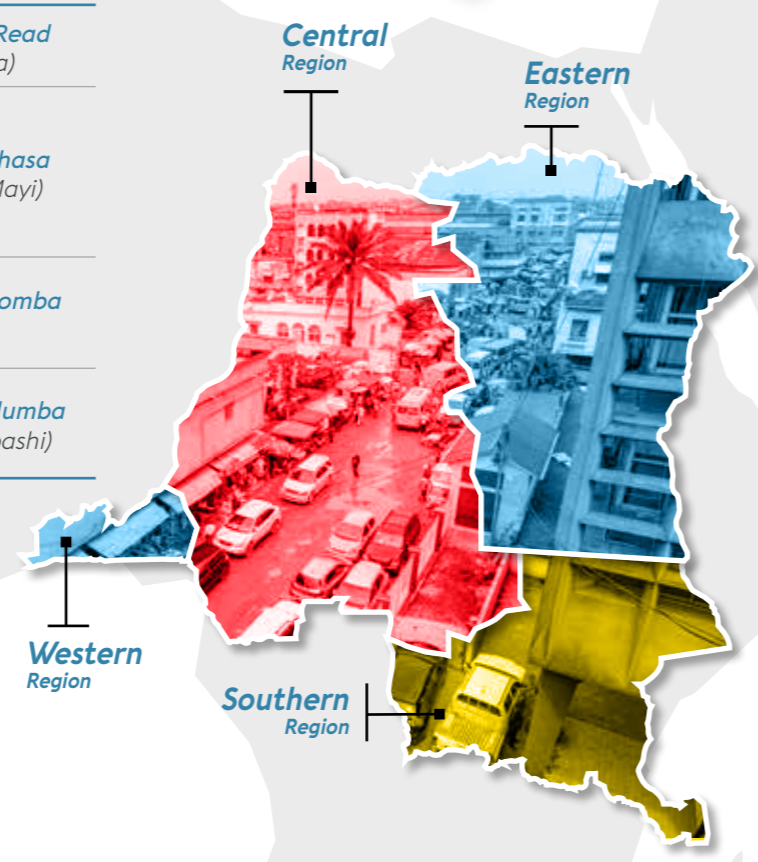 Read
a)
hasa
Mayi)
omba
lumba
bashi)
Central
Region
Eastern
Region
Western
Region
Southern
Region